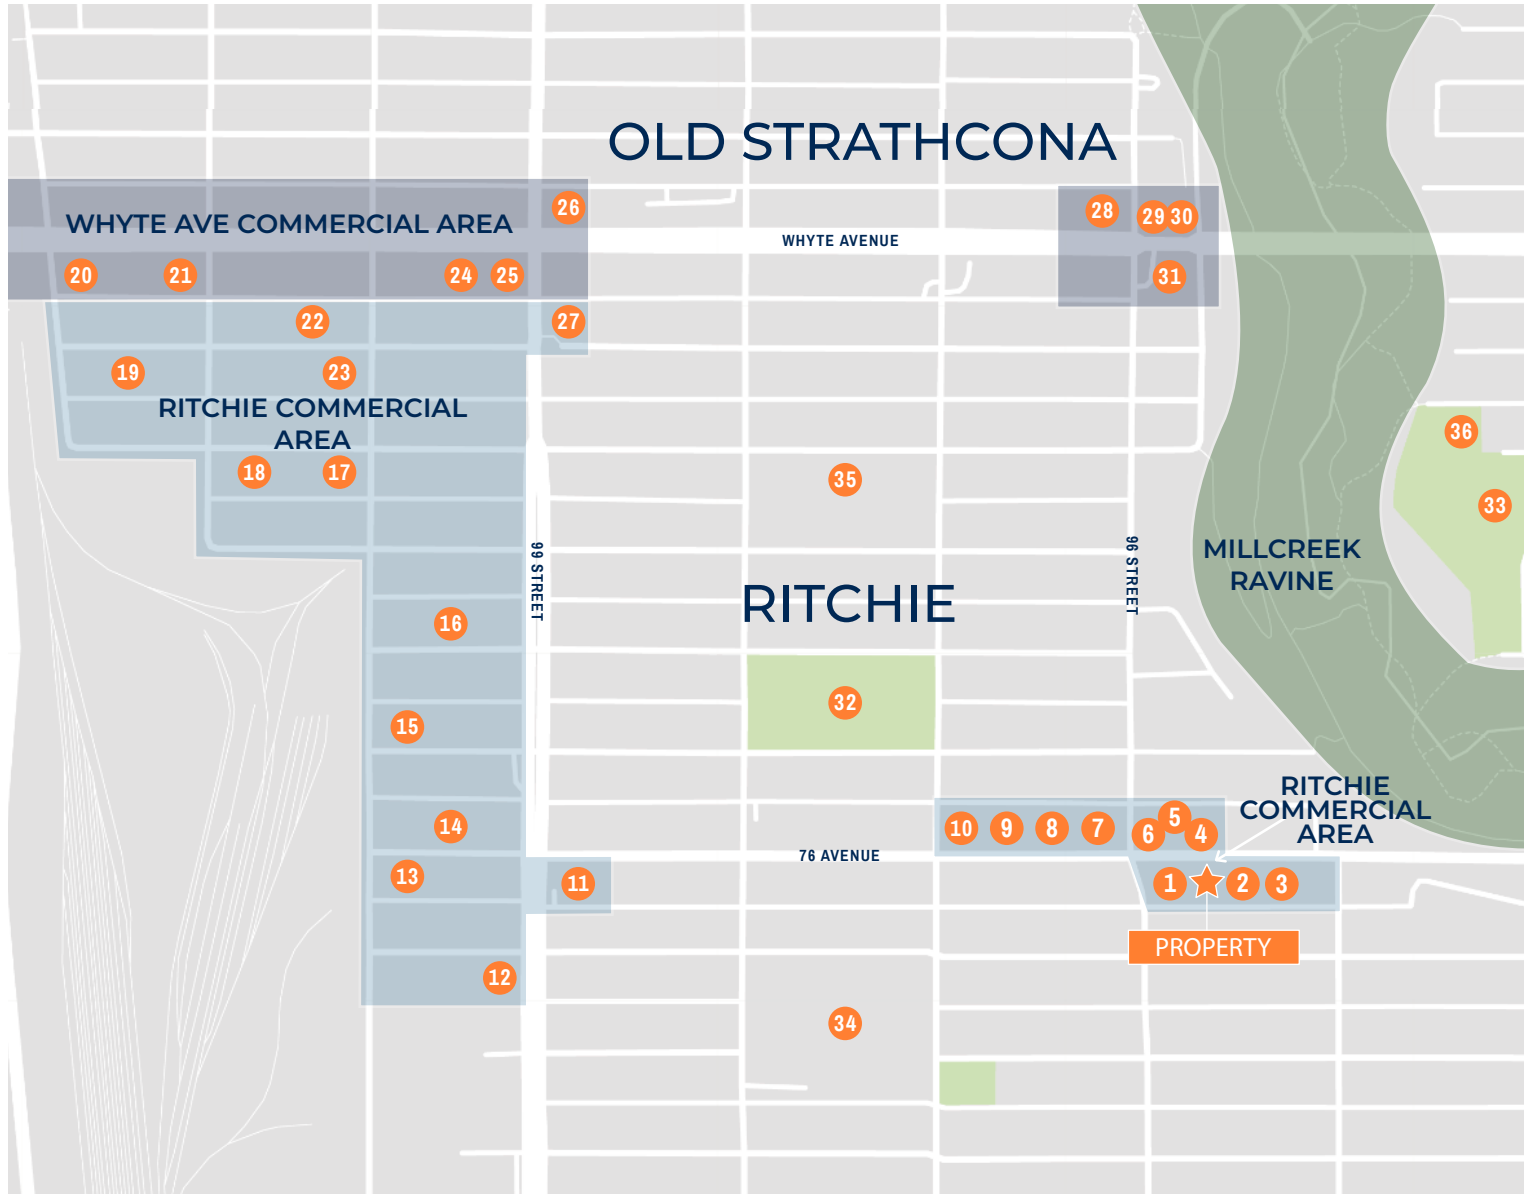 OLD STRATHCONA
26
WHYTE AVE COMMERCIAL AREA
28
29
30
WHYTE AVENUE
20
21
24
25
31
22
27
19
23
RITCHIE COMMERCIAL
AREA
36
18
17
35
33
99 STREET
96 STREET
MILLCREEK
RAVINE
RITCHIE
16
32
15
RITCHIE
COMMERCIAL
AREA
14
10
9
8
7
6
5
4
76 AVENUE
13
11
1
2
3
PROPERTY
12
34